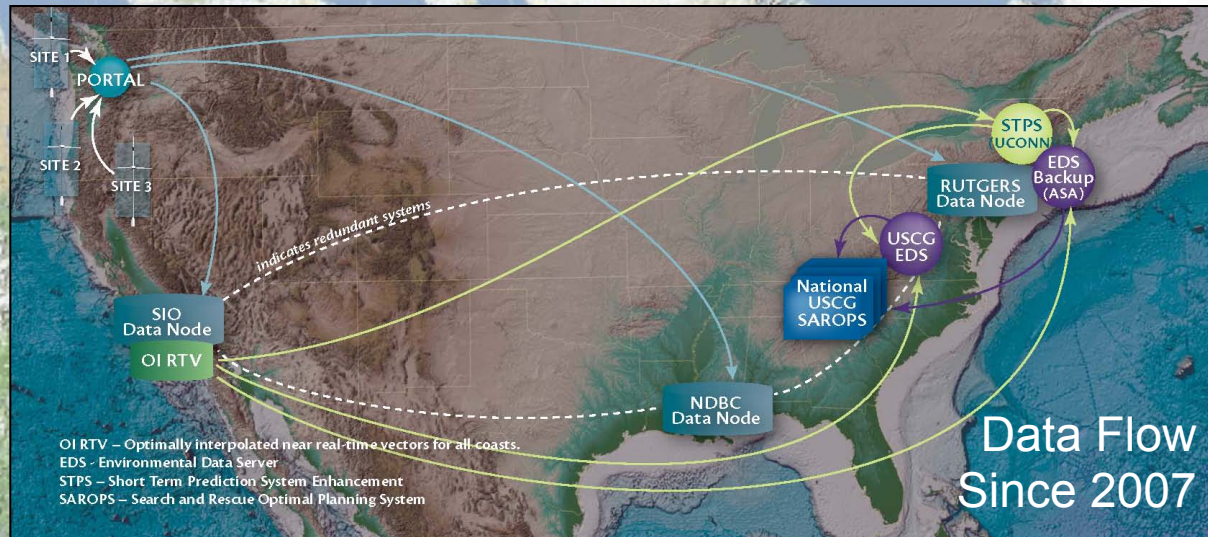 SITE 1
PORTAL
SITE 2
SITE 3
STPS
(UCONN)
EDS
Backup
(ASA)
RUTGERS
Data Node
indicates redundant systems
USCG
EDS
National
USCG
SAROPS
SIO
Data Node
OI RTV
NDBC
Data Node
OI RTV – Optimally interpolated near real-time vectors for all coasts.
EDS - Environmental Data Server
STPS – Short Term Prediction System Enhancement
SAROPS – Search and Rescue Optimal Planning System
Data Flow
Since 2007